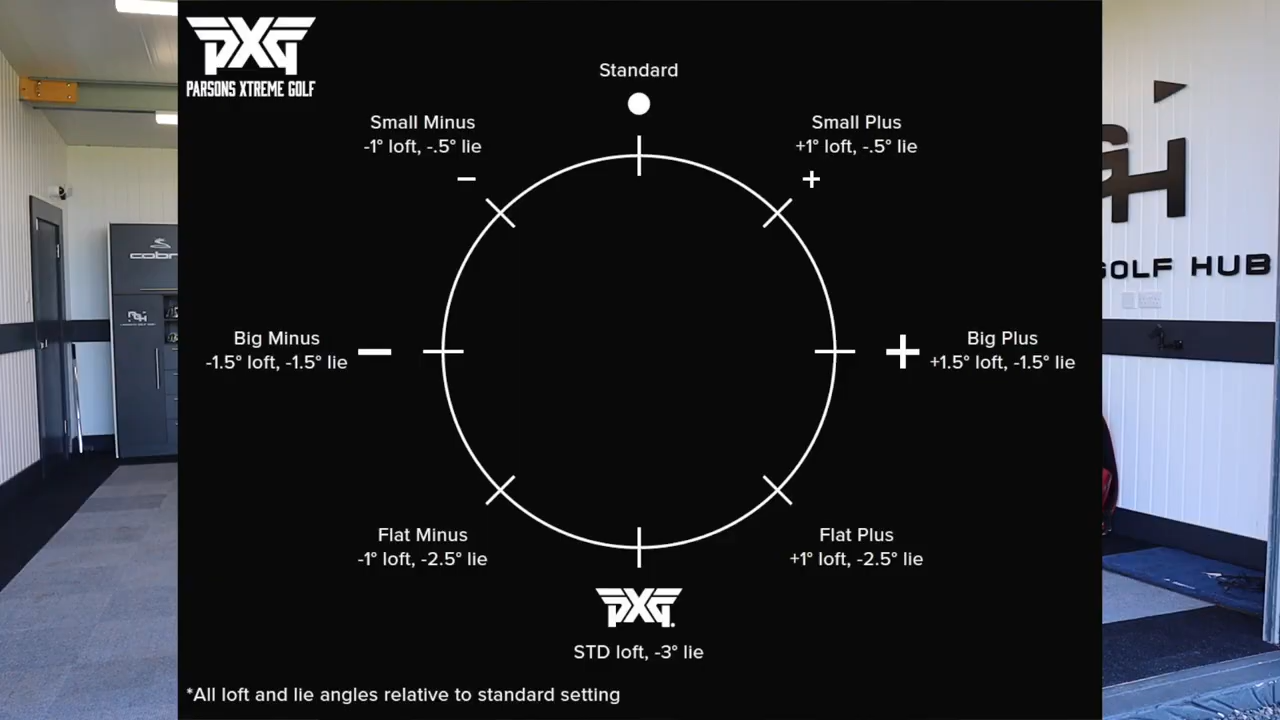 PXG
PARSONS XTREME GOLF
Standard
Small Minus
-1° loft, -.5° lie
Small Plus
+1° loft, -.5° lie
−
+
Big Minus
-1.5° loft, -1.5° lie
−
+
Big Plus
+1.5° loft, -1.5° lie
Flat Minus
-1° loft, -2.5° lie
Flat Plus
+1° loft, -2.5° lie
PXG.
STD loft, -3° lie
*All loft and lie angles relative to standard setting
cobr
GH
GOLF HUB